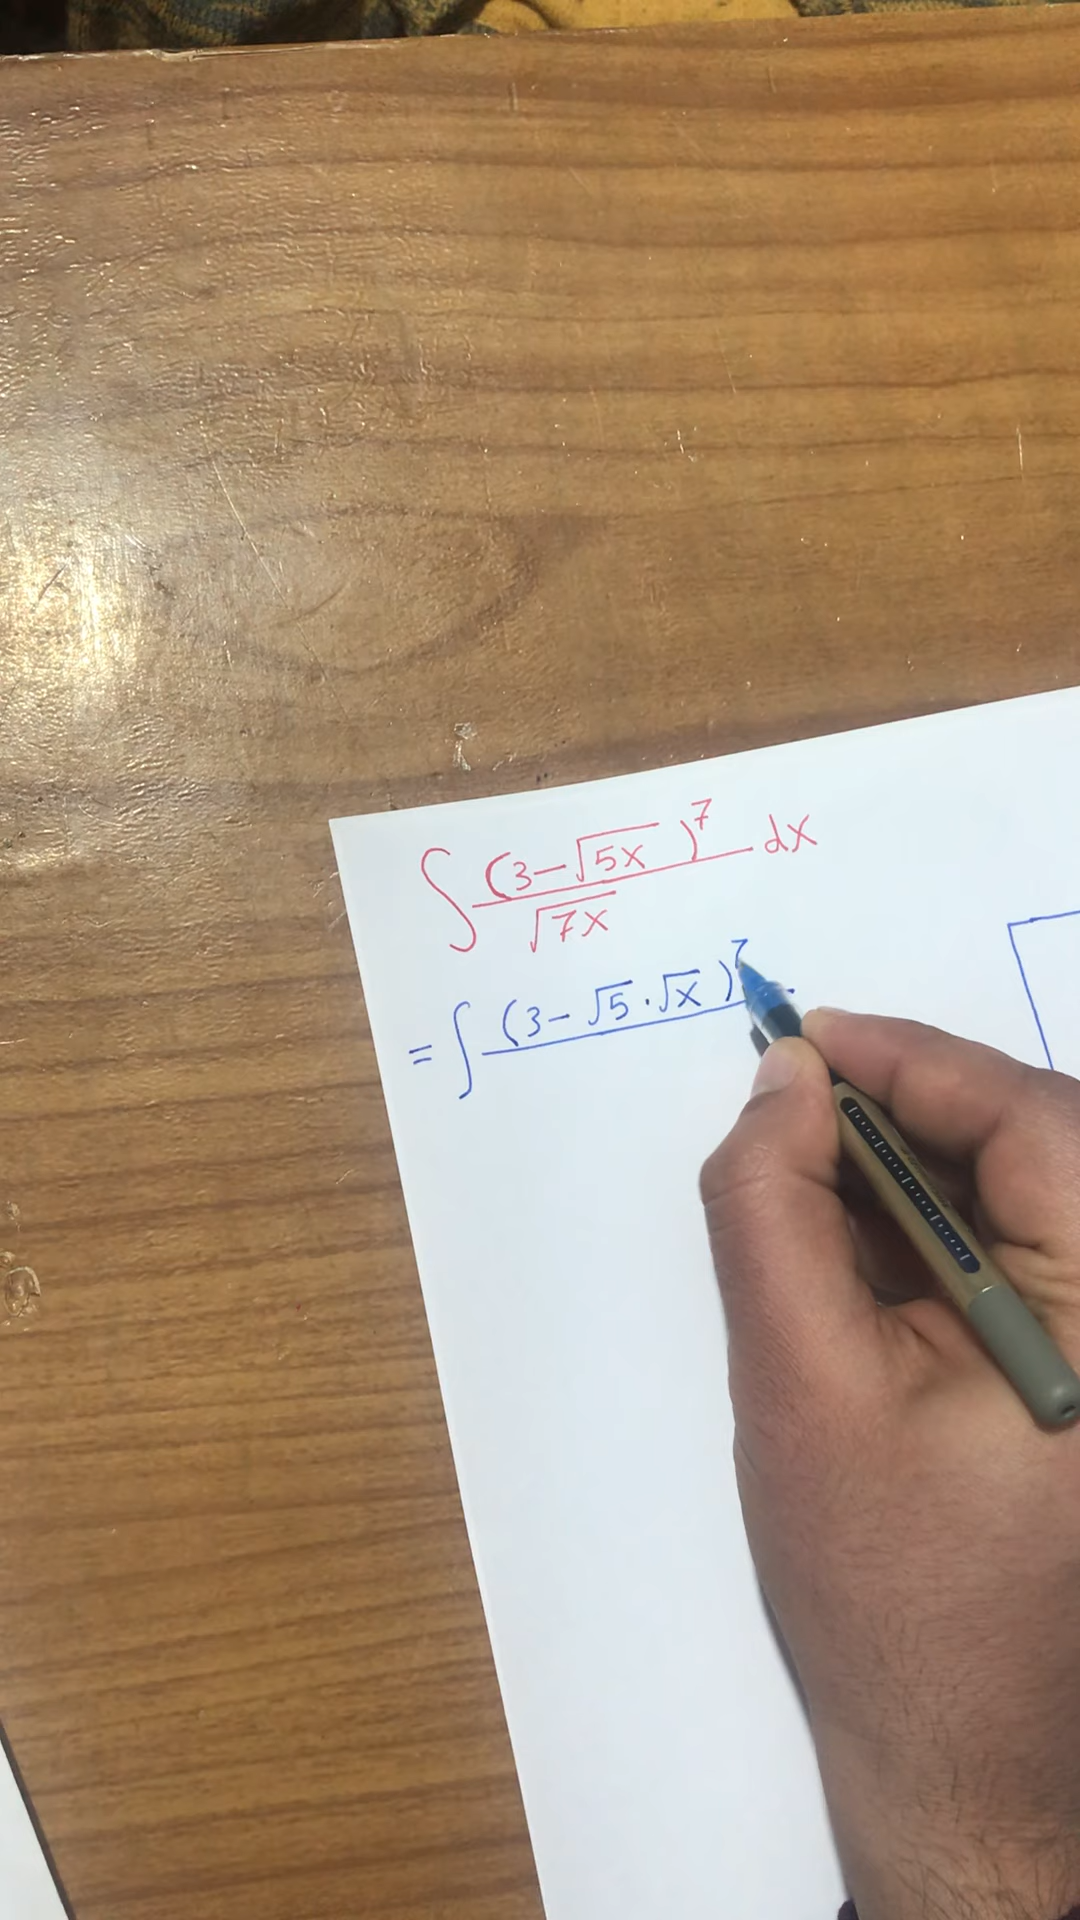 ∫ (3-√5x)⁷/√7x dx
= ∫ (3-√5·√x)⁷